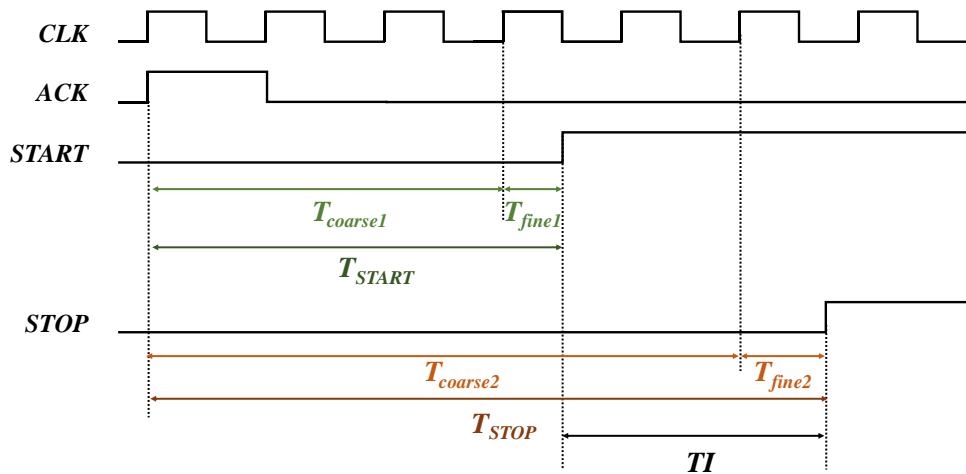 CLK
ACK
START
T_coarse1 T_fine1
T_START
STOP
T_coarse2 T_fine2
T_STOP
TI